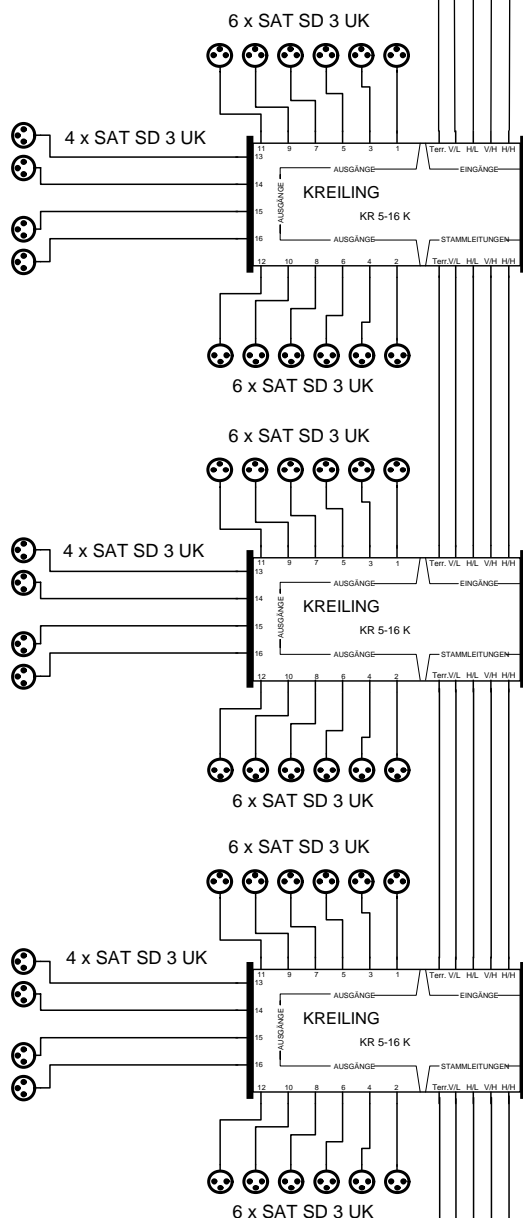 6 x SAT SD 3 UK
4 x SAT SD 3 UK
11 9 7 5 3 1 Terr. V/L H/L V/H H/H
13
AUSGÄNGE EINGÄNGE
14
KREILING
AUSGÄNGE
15
KR 5-16 K
16
AUSGÄNGE STAMMLEITUNGEN
12 10 8 6 4 2 Terr. V/L H/L V/H H/H
6 x SAT SD 3 UK
6 x SAT SD 3 UK
4 x SAT SD 3 UK
11 9 7 5 3 1 Terr. V/L H/L V/H H/H
13
AUSGÄNGE EINGÄNGE
14
KREILING
AUSGÄNGE
15
KR 5-16 K
16
AUSGÄNGE STAMMLEITUNGEN
12 10 8 6 4 2 Terr. V/L H/L V/H H/H
6 x SAT SD 3 UK
6 x SAT SD 3 UK
4 x SAT SD 3 UK
11 9 7 5 3 1 Terr. V/L H/L V/H H/H
13
AUSGÄNGE EINGÄNGE
14
KREILING
AUSGÄNGE
15
KR 5-16 K
16
AUSGÄNGE STAMMLEITUNGEN
12 10 8 6 4 2 Terr. V/L H/L V/H H/H
6 x SAT SD 3 UK